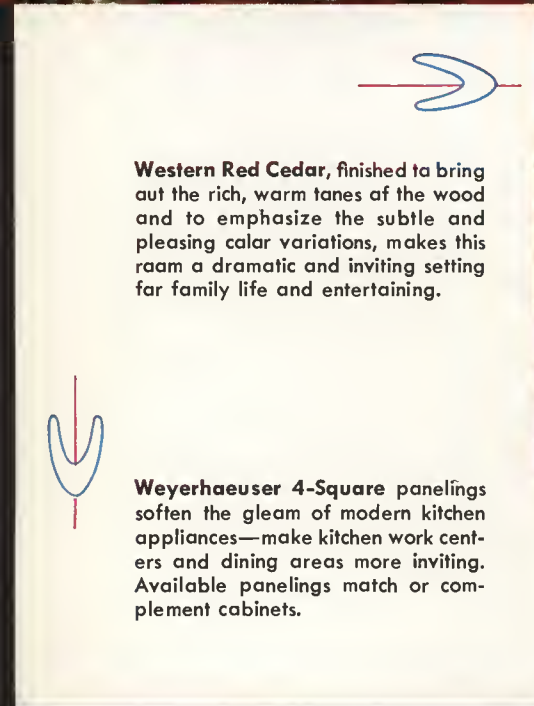 Western Red Cedar, finished ta bring
aut the rich, warm tanes af the wood
and to emphasize the subtle and
pleasing calar variations, makes this
raam a dramatic and inviting setting
far family life and entertaining.
Weyerhaeuser 4-Square panelings
soften the gleam of modern kitchen
appliances—make kitchen work cent-
ers and dining areas more inviting.
Available panelings match or com-
plement cabinets.